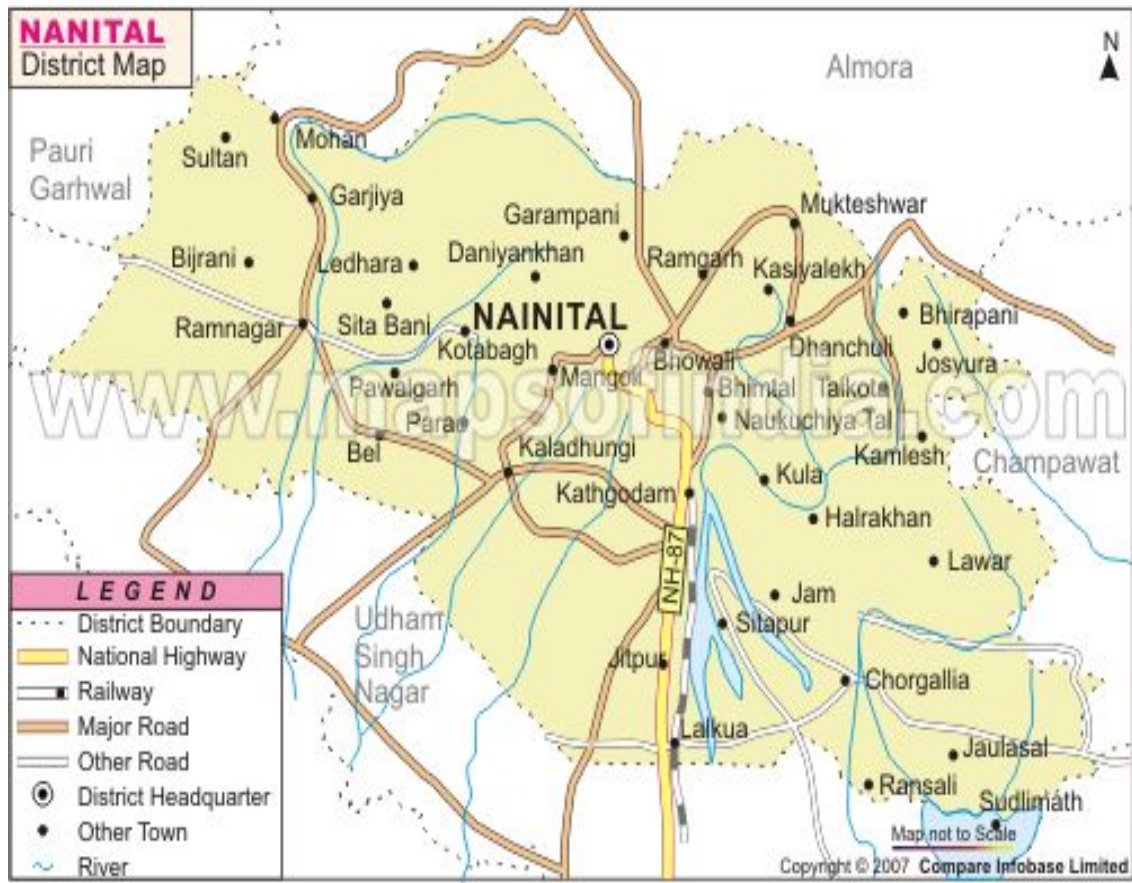 NANITAL
District Map
N
Almora
Pauri
Garhwal
Mohan
Sultan
Garjiya
Mukteshwar
Garampani
Bijrani
Ledhara
Daniyankhan
Ramgarh
Kasiyalekh
Bhirapani
Ramnagar
Sita Bani
NAINITAL
Kotabagh
Bhowali
Dhanchuli
Josyura
Pawalgarh
Mangoli
Bhimtal
Talkota
www.mapsofindia.com
Parao
Naukuchiya Tal
Bel
Kaladhungi
Kamlesh
Champawat
Kathgodam
Kula
Halrakhan
NH-87
Lawar
Jam
Sitapur
Udham
Singh
Nagar
Jitpur
Chorgallia
Lalkua
Jaulasal
Ransali
Sudlimath
LEGEND
District Boundary
National Highway
Railway
Major Road
Other Road
District Headquarter
Other Town
River
Map not to Scale
Copyright © 2007 Compare Infobase Limited